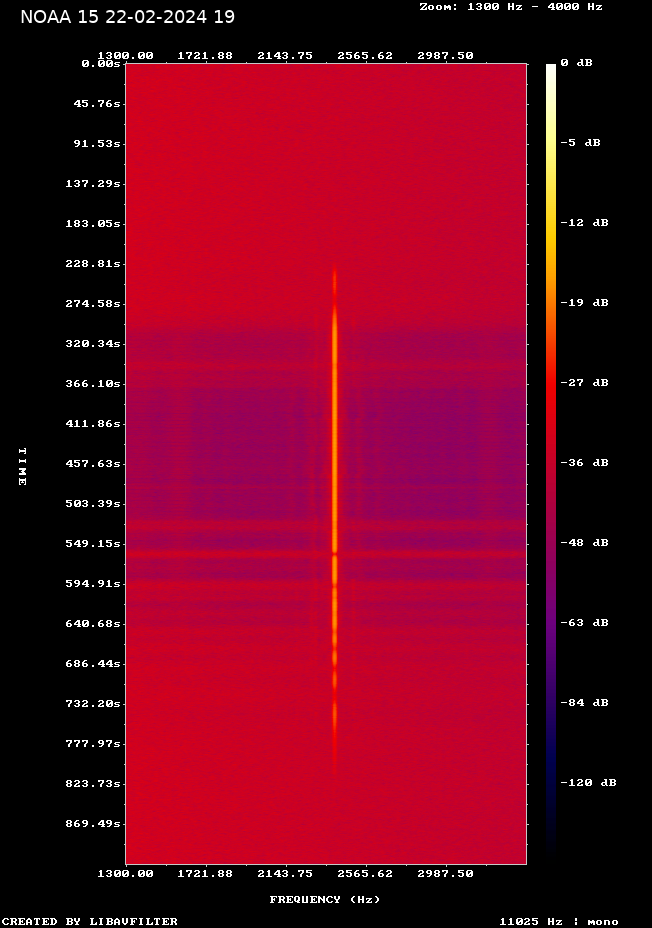 Zoom: 1300 Hz - 4000 Hz
NOAA 15 22-02-2024 19
1300.00 1721.88 2143.75 2565.62 2987.50
0.00s
0 dB
45.76s
91.53s
-5 dB
137.29s
183.05s
-12 dB
228.81s
274.58s
-19 dB
320.34s
366.10s
-27 dB
411.86s
457.63s
-36 dB
TIME
503.39s
549.15s
-48 dB
594.91s
640.68s
-63 dB
686.44s
732.20s
-84 dB
777.97s
823.73s
-120 dB
869.49s
1300.00 1721.88 2143.75 2565.62 2987.50
FREQUENCY (Hz)
CREATED BY LIBAVFILTER
11025 Hz | mono